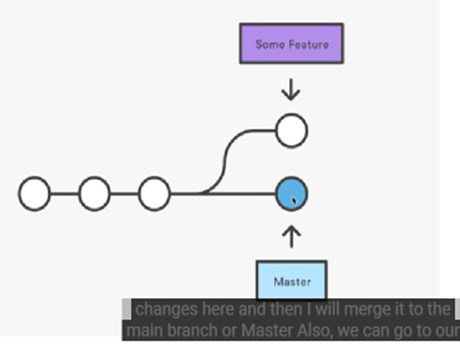 Some Feature
Master
changes here and then I will merge it to the
main branch or Master Also, we can go to our